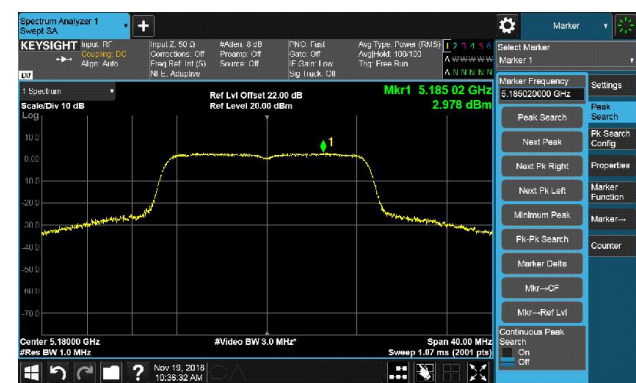 Spectrum Analyzer 1
Swept SA
Marker
KEYSIGHT Input: RF
Coupling: DC
Align: Auto
Input Z: 50 Ω
Corrections: Off
Freq Ref: Int (S)
NFE: Adaptive
#Atten: 8 dB
Preamp: Off
Source: Off
PNO: Fast
Gate: Off
IF Gain: Low
Sig Track: Off
Avg Type: Power (RMS)
Avg|Hold: 100/100
Trig: Free Run
1 2 3 4 5 6
A W W W W W
A N N N N N
Select Marker
Marker 1
1 Spectrum
Scale/Div 10 dB
Log
Ref Lvl Offset 22.00 dB
Ref Level 20.00 dBm
Mkr1 5.185 02 GHz
2.978 dBm
Marker Frequency
5.185020000 GHz
Peak Search
Next Peak
Next Pk Right
Next Pk Left
Minimum Peak
Pk-Pk Search
Marker Delta
Mkr→CF
Mkr→Ref Lvl
Continuous Peak
Search
On
Off
Settings
Peak
Search
Pk Search
Config
Properties
Marker
Function
Marker→
Counter
10.0
0.00
-10.0
-20.0
-30.0
-40.0
-50.0
-60.0
-70.0
1
Center 5.18000 GHz
#Res BW 1.0 MHz
#Video BW 3.0 MHz*
Span 40.00 MHz
Sweep 1.07 ms (2001 pts)
Nov 19, 2018
10:36:32 AM